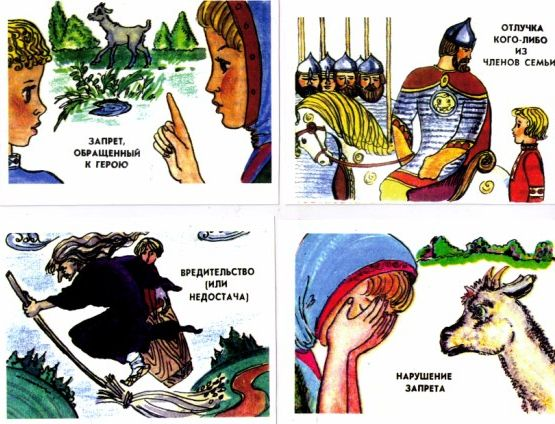 ЗАПРЕТ,
ОБРАЩЕННЫЙ
К ГЕРОЮ
ОТЛУЧКА
КОГО-ЛИБО
ИЗ
ЧЛЕНОВ СЕМЬИ
ВРЕДИТЕЛЬСТВО
(ИЛИ
НЕДОСТАЧА)
НАРУШЕНИЕ
ЗАПРЕТА